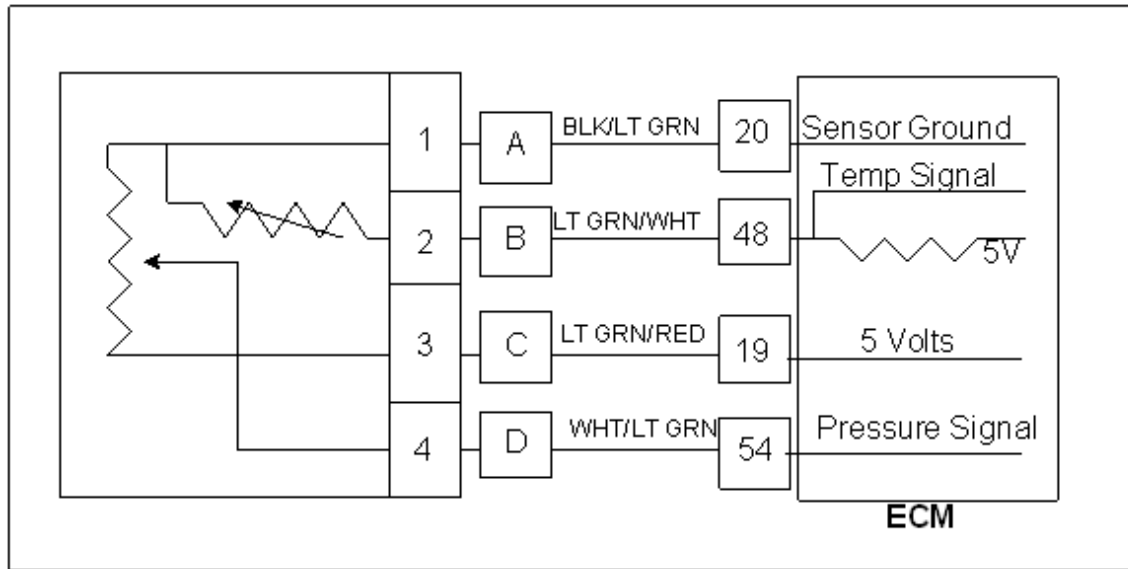 1 A BLK/LT GRN 20 Sensor Ground
Temp Signal
2 B LT GRN/WHT 48 5V
3 C LT GRN/RED 19 5 Volts
4 D WHT/LT GRN 54 Pressure Signal
ECM